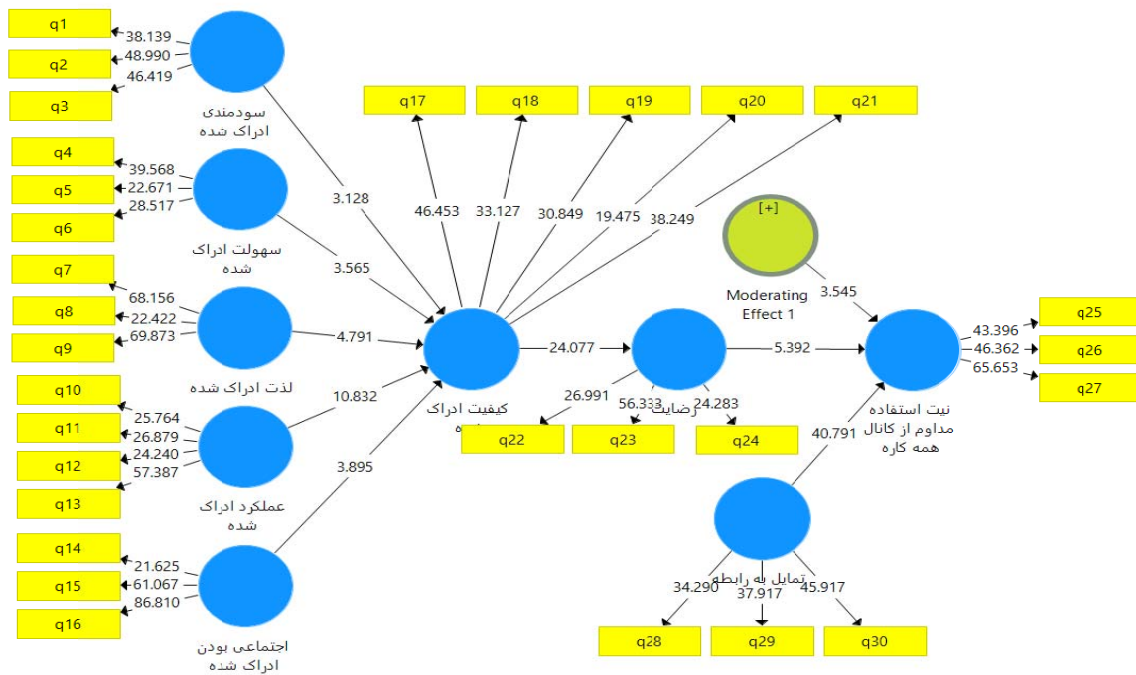 q1
38.139
q2
48.990
46.419
q3
سودمندی
ادراک شده
q4
39.568
q5
22.671
28.517
q6
سهولت ادراک
شده
q7
68.156
q8
22.422
69.873
q9
لذت ادراک شده
q10
25.764
q11
26.879
24.240
q12
57.387
q13
عملکرد ادراک
شده
q14
21.625
q15
61.067
86.810
q16
اجتماعی بودن
ادراک شده
3.128
3.565
4.791
10.832
3.895
q17
q18
q19
q20
q21
46.453
33.127
30.849
19.475
38.249
کیفیت ادراک
24.077
رضایت
26.991
56.333
24.283
q22
q23
q24
5.392
[+]
Moderating
Effect 1
3.545
نیت استفاده
مداوم از کانال
همه کاره
43.396
46.362
65.653
q25
q26
q27
40.791
تمایل به رابطه
34.290
37.917
45.917
q28
q29
q30